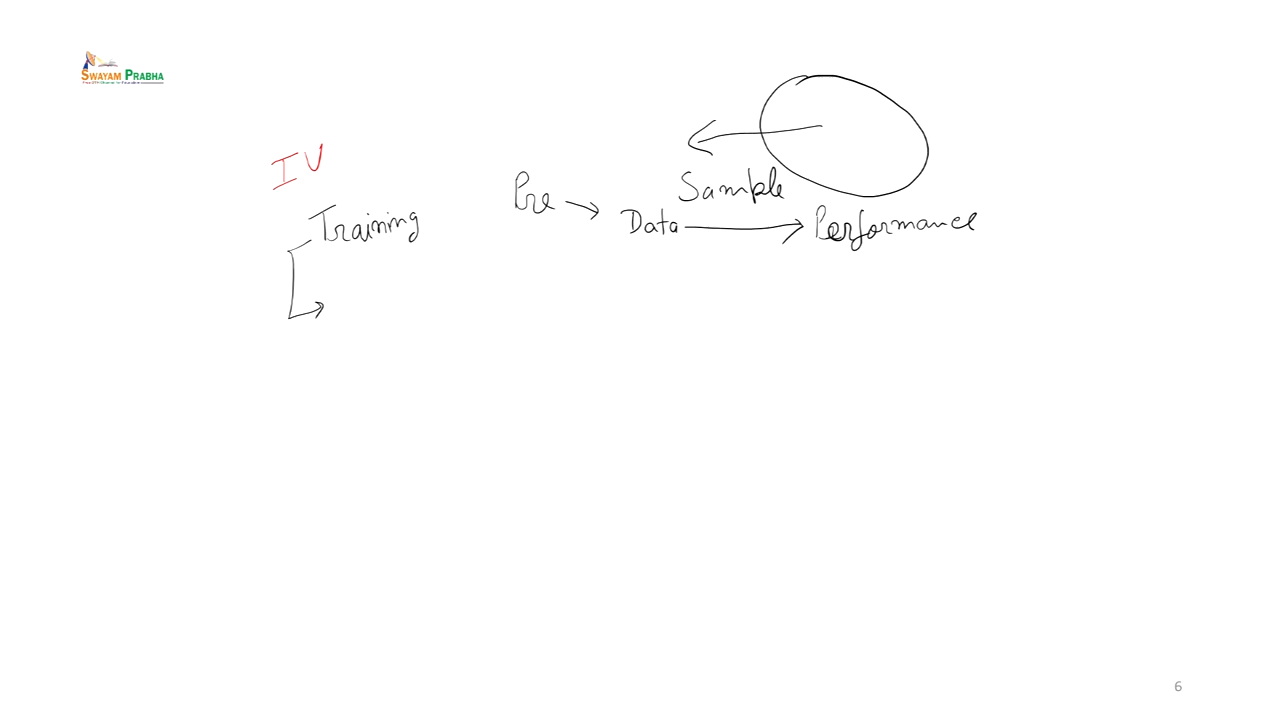 SWAYAM PRABHA
IV
Sample
Pre
Training
Data
Performance
6